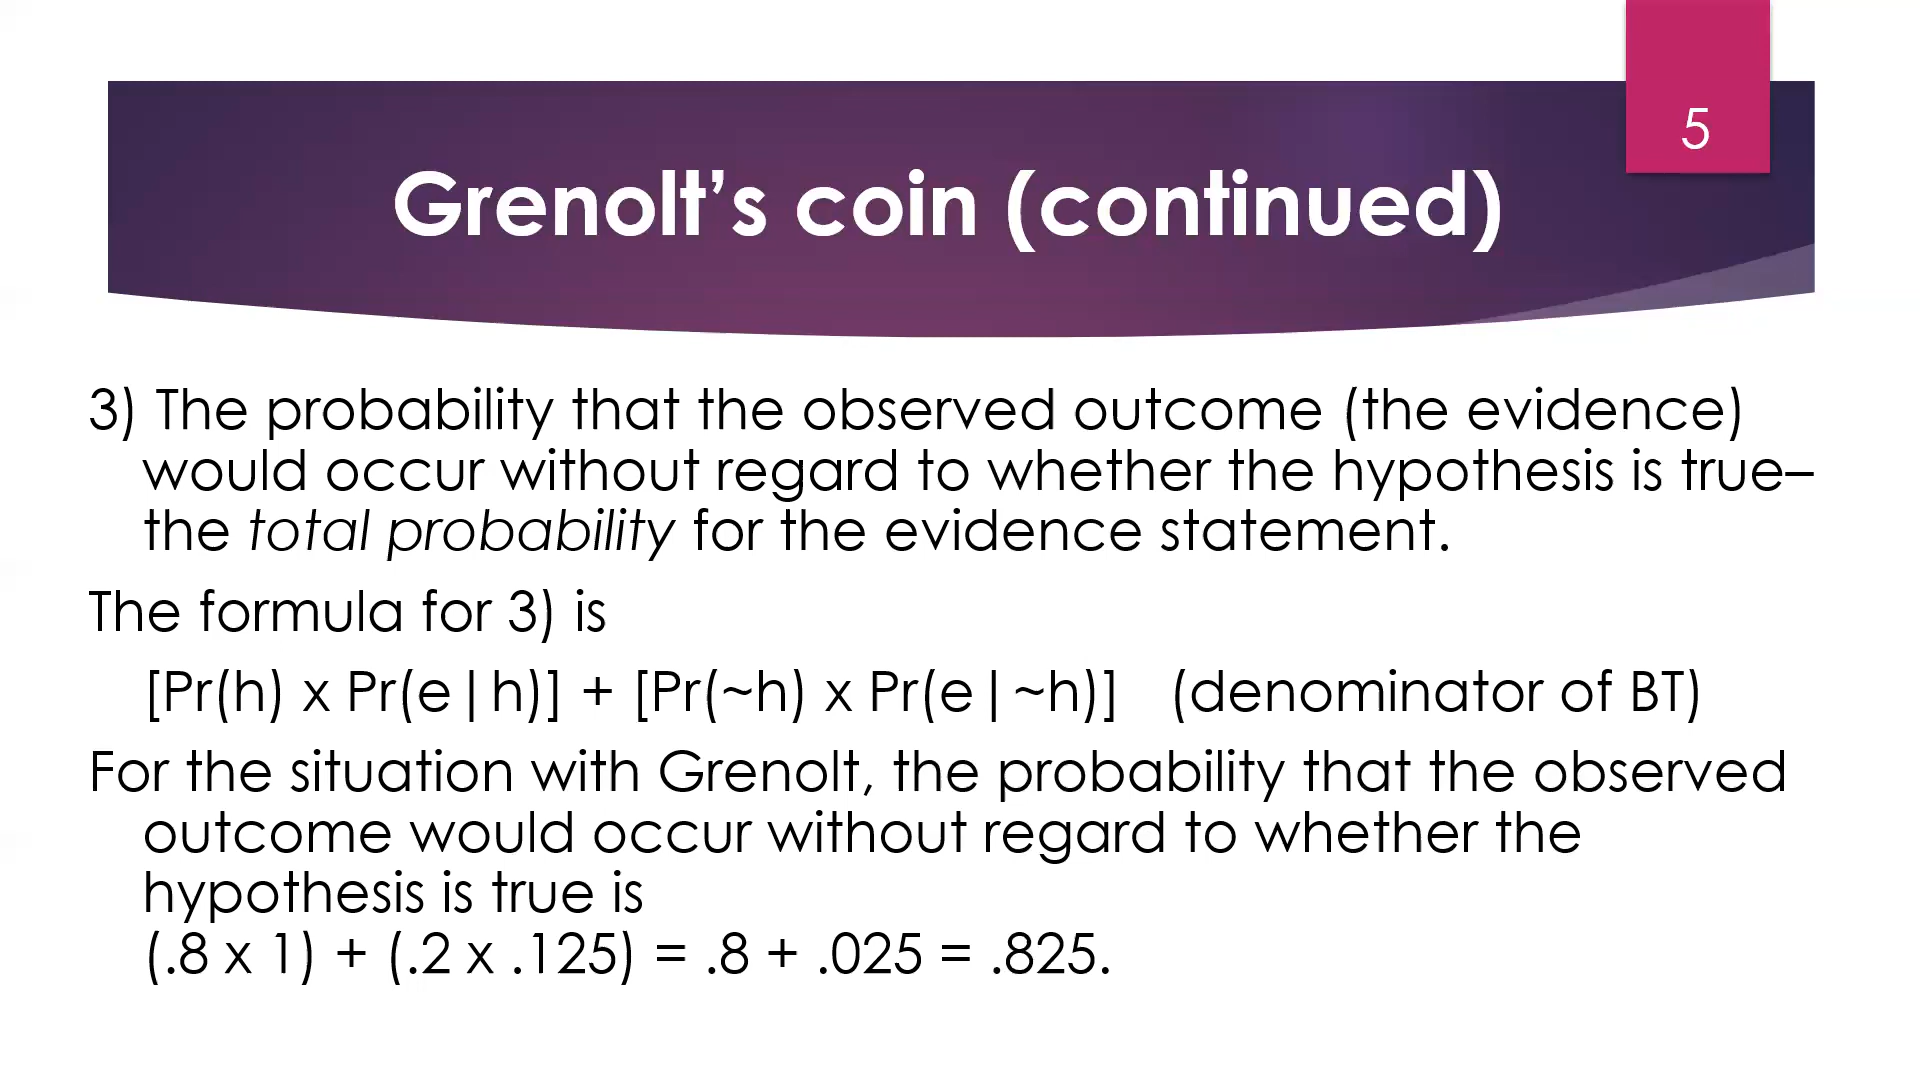 5
Grenolt’s coin (continued)
3) The probability that the observed outcome (the evidence)
would occur without regard to whether the hypothesis is true–
the total probability for the evidence statement.
The formula for 3) is
[Pr(h) x Pr(e|h)] + [Pr(~h) x Pr(e|~h)] (denominator of BT)
For the situation with Grenolt, the probability that the observed
outcome would occur without regard to whether the
hypothesis is true is
(.8 x 1) + (.2 x .125) = .8 + .025 = .825.